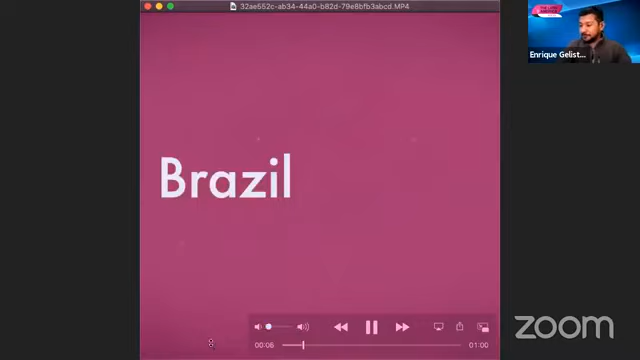 32ae552c-ab34-44a0-b82d-79e8bfb3abcd.MP4
Enrique Gelist...
Brazil
00:06
01:00
zoom